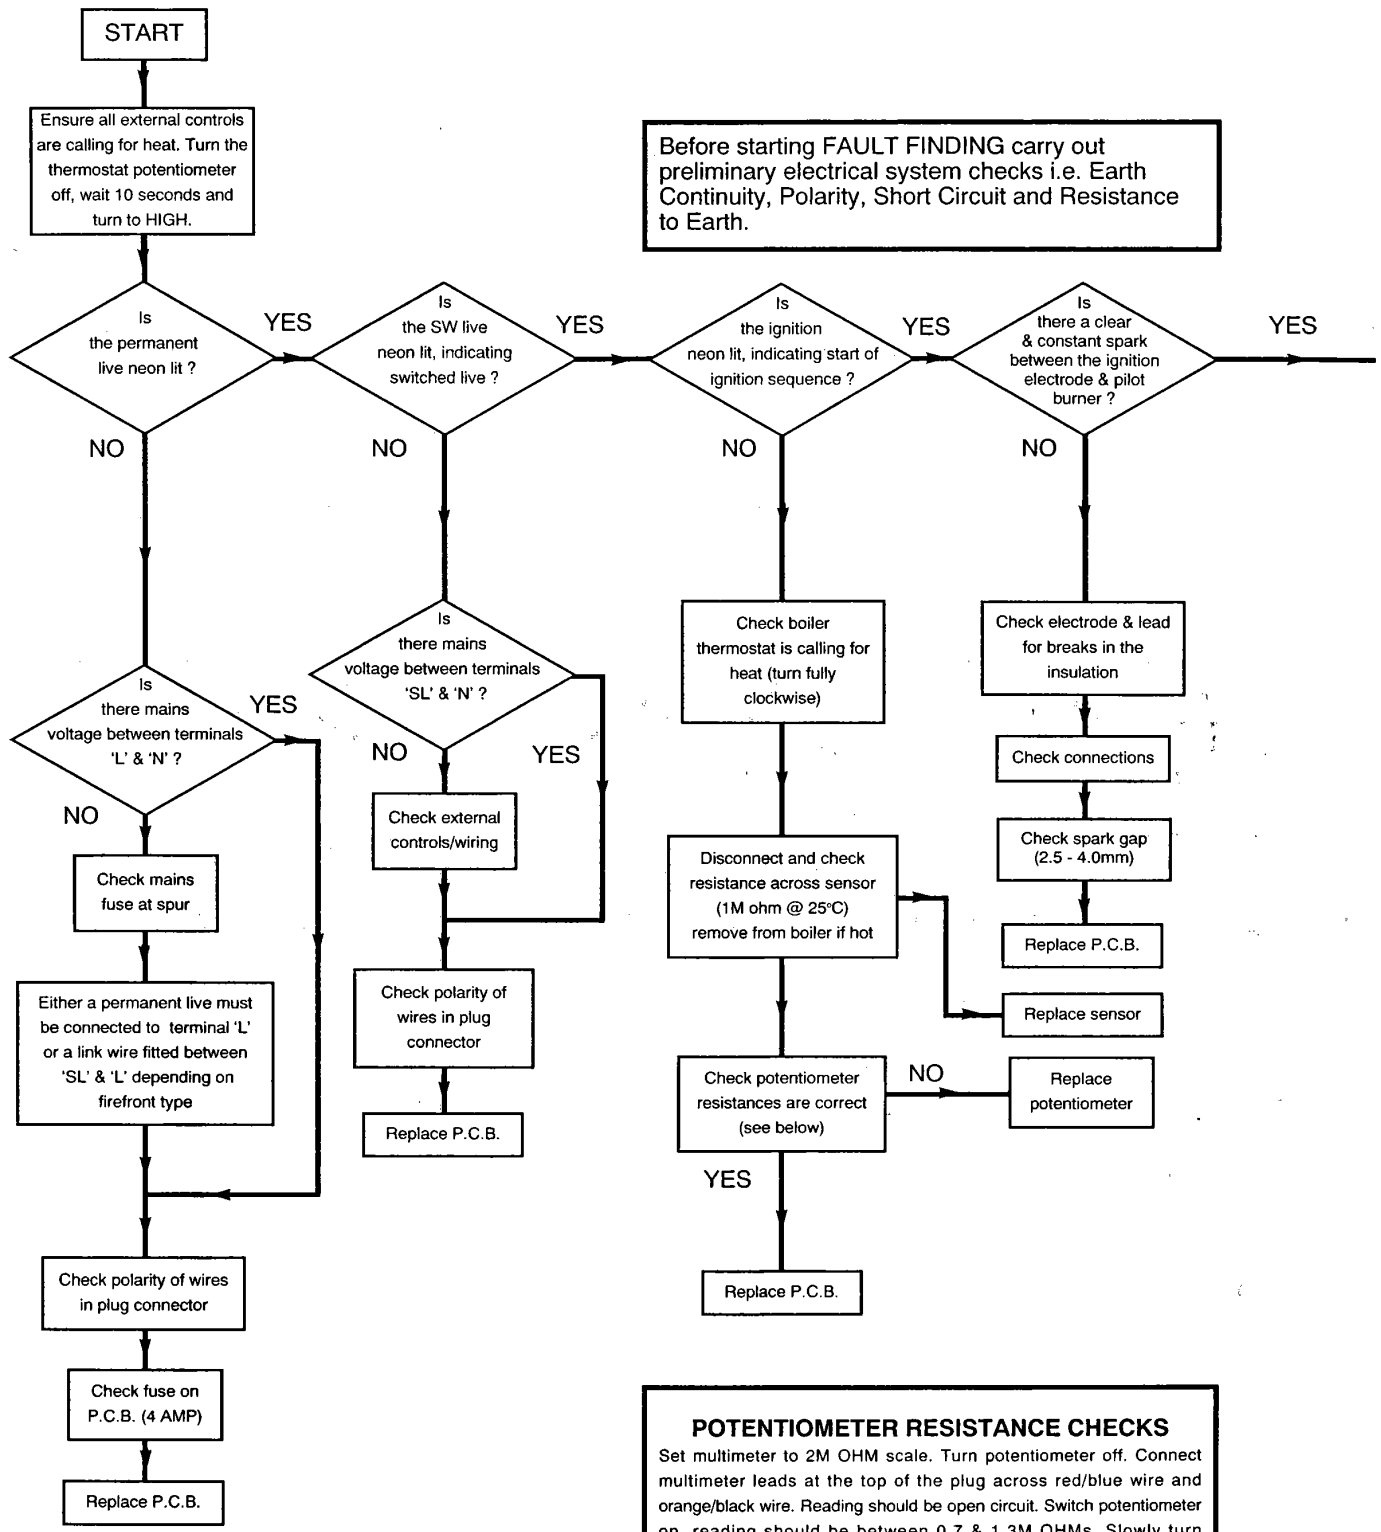 START
Ensure all external controls
are calling for heat. Turn the
thermostat potentiometer
off, wait 10 seconds and
turn to HIGH.
Before starting FAULT FINDING carry out
preliminary electrical system checks i.e. Earth
Continuity, Polarity, Short Circuit and Resistance
to Earth.
Is
the permanent
live neon lit ?
YES
NO
Is
the SW live
neon lit, indicating
switched live ?
YES
NO
Is
the ignition
neon lit, indicating start of
ignition sequence ?
YES
NO
Is
there a clear
& constant spark
between the ignition
electrode & pilot
burner ?
YES
NO
Is
there mains
voltage between terminals
'L' & 'N' ?
YES
NO
Check mains
fuse at spur
Either a permanent live must
be connected to terminal 'L'
or a link wire fitted between
'SL' & 'L' depending on
firefront type
Check polarity of wires
in plug connector
Check fuse on
P.C.B. (4 AMP)
Replace P.C.B.
Is
there mains
voltage between terminals
'SL' & 'N' ?
NO
YES
Check external
controls/wiring
Check polarity of
wires in plug
connector
Replace P.C.B.
Check boiler
thermostat is calling for
heat (turn fully
clockwise)
Disconnect and check
resistance across sensor
(1M ohm @ 25°C)
remove from boiler if hot
Check potentiometer
resistances are correct
(see below)
NO
YES
Replace P.C.B.
Check electrode & lead
for breaks in the
insulation
Check connections
Check spark gap
(2.5 - 4.0mm)
Replace P.C.B.
Replace sensor
Replace
potentiometer
POTENTIOMETER RESISTANCE CHECKS
Set multimeter to 2M OHM scale. Turn potentiometer off. Connect
multimeter leads at the top of the plug across red/blue wire and
orange/black wire. Reading should be open circuit. Switch potentiometer
on, reading should be between 0.7 & 1.3M OHMs. Slowly turn